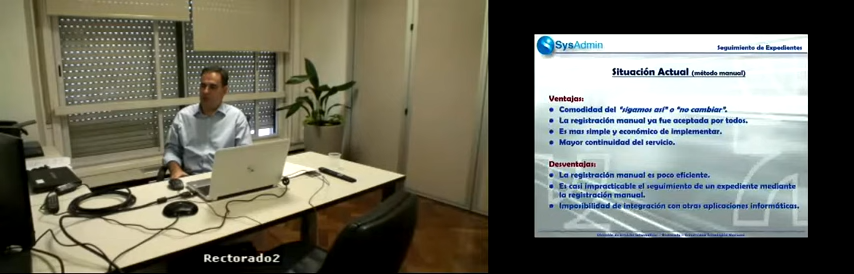 Rectorado2
SysAdmin
Seguimiento de Expedientes
Situación Actual (método manual)
Ventajas:
• Comodidad del "sigamos así" o "no cambiar".
• La registración manual ya fue aceptada por todos.
• Es mas simple y económico de implementar.
• Mayor continuidad del servicio.
Desventajas:
• La registración manual es poco eficiente.
• Es casi impracticable el seguimiento de un expediente mediante
la registración manual.
• Imposibilidad de integración con otras aplicaciones informáticas.